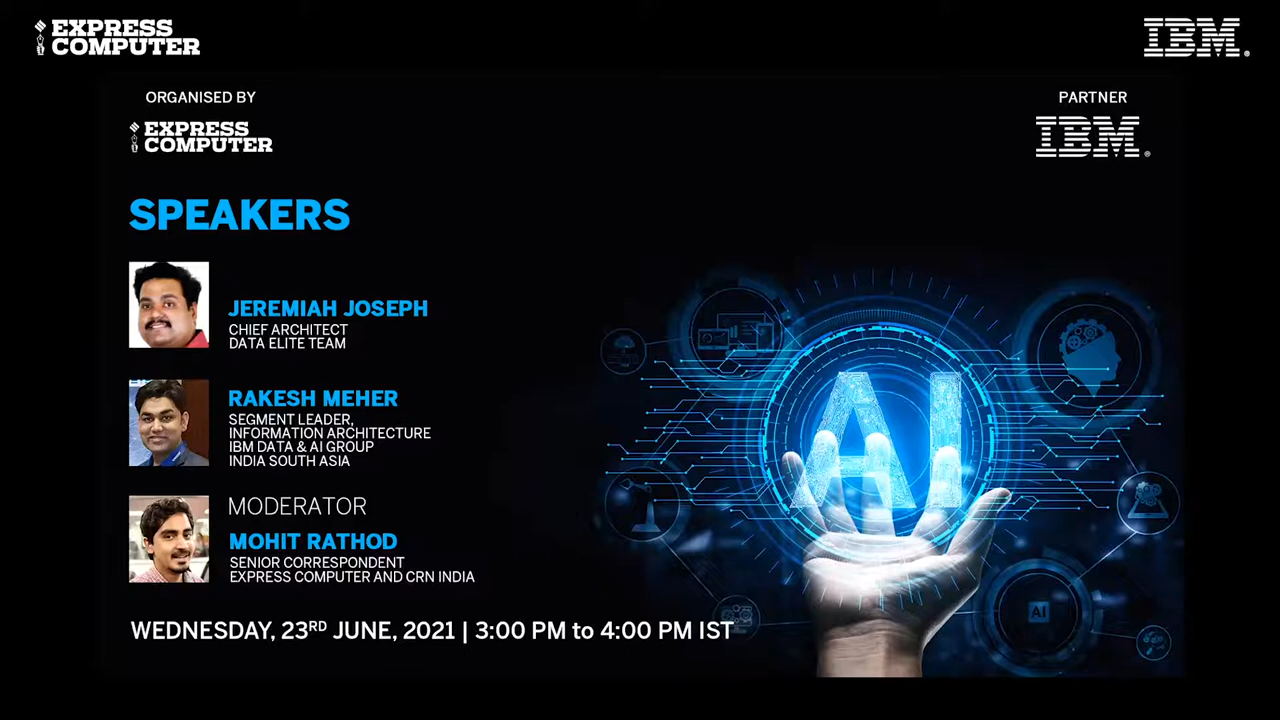 EXPRESS
COMPUTER
IBM®
ORGANISED BY
EXPRESS
COMPUTER
PARTNER
IBM®
SPEAKERS
JEREMIAH JOSEPH
CHIEF ARCHITECT
DATA ELITE TEAM
RAKESH MEHER
SEGMENT LEADER,
INFORMATION ARCHITECTURE
IBM DATA & AI GROUP
INDIA SOUTH ASIA
MODERATOR
MOHIT RATHOD
SENIOR CORRESPONDENT
EXPRESS COMPUTER AND CRN INDIA
WEDNESDAY, 23RD JUNE, 2021 | 3:00 PM to 4:00 PM IST
AI
AI